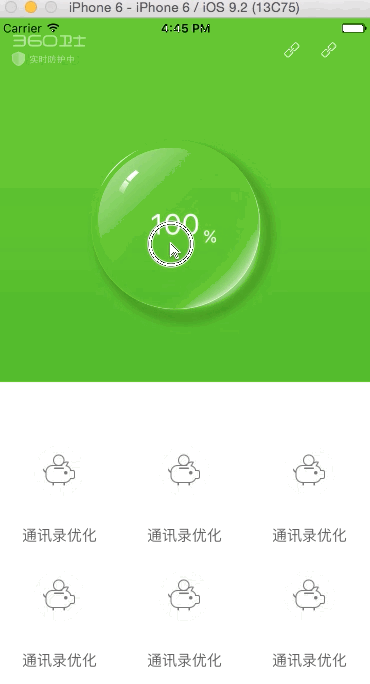 iPhone 6 - iPhone 6 / iOS 9.2 (13C75)
Carrier 4:45 PM
360卫士
实时防护中
100 %
通讯录优化 通讯录优化 通讯录优化
通讯录优化 通讯录优化 通讯录优化